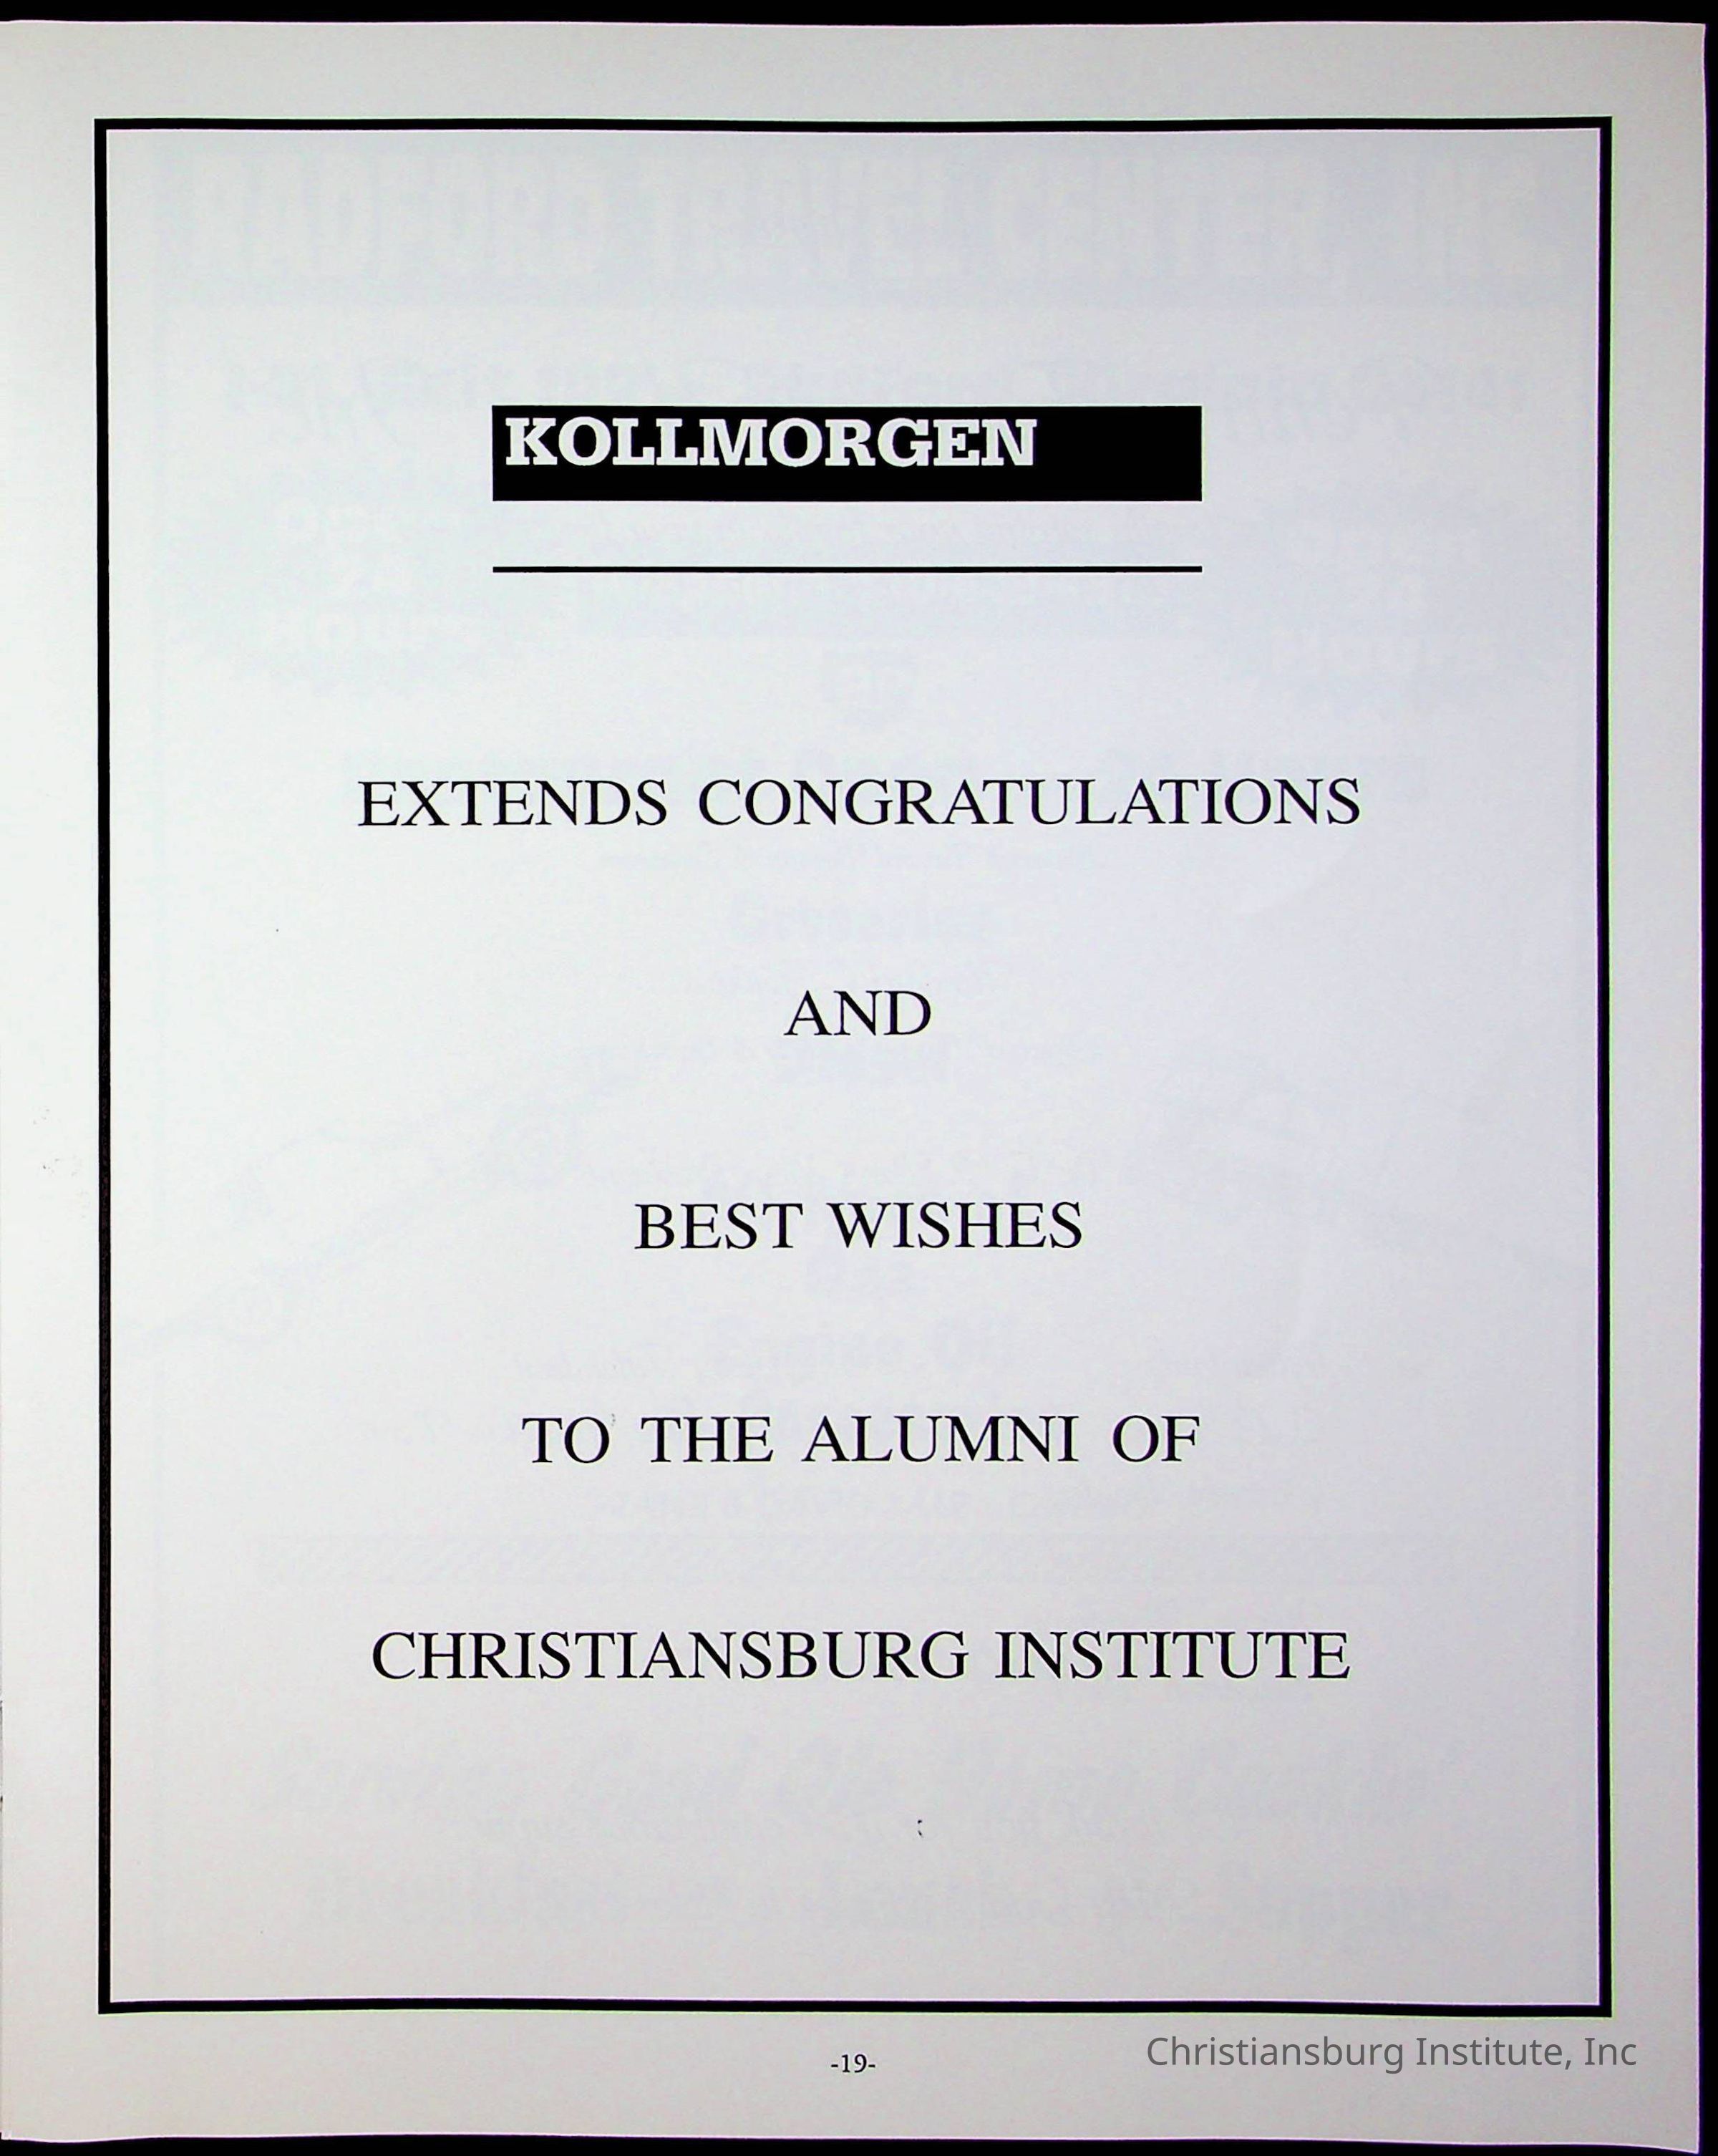 KOLLMORGEN
EXTENDS CONGRATULATIONS
AND
BEST WISHES
TO THE ALUMNI OF
CHRISTIANSBURG INSTITUTE
-19-
Christiansburg Institute, Inc